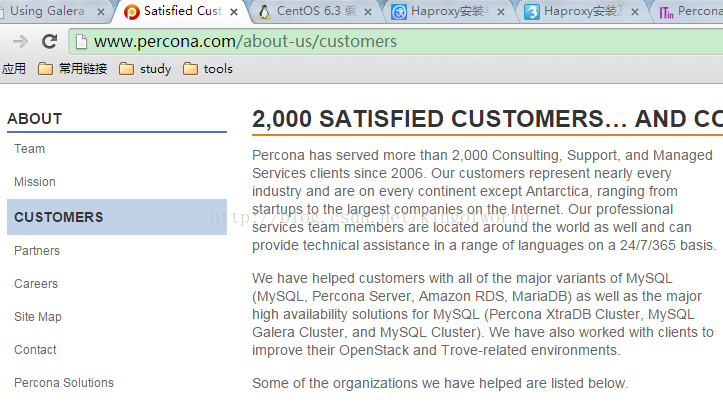 Using Galera
Satisfied Cust
CentOS 6.3 编
Haproxy安装
Haproxy安装及
ITin
Percona
www.percona.com/about-us/customers
应用
常用链接
study
tools
ABOUT
Team
Mission
CUSTOMERS
Partners
Careers
Site Map
Contact
Percona Solutions
2,000 SATISFIED CUSTOMERS… AND CO
Percona has served more than 2,000 Consulting, Support, and Managed
Services clients since 2006. Our customers represent nearly every
industry and are on every continent except Antarctica, ranging from
startups to the largest companies on the Internet. Our professional
services team members are located around the world as well and can
provide technical assistance in a range of languages on a 24/7/365 basis.
We have helped customers with all of the major variants of MySQL
(MySQL, Percona Server, Amazon RDS, MariaDB) as well as the major
high availability solutions for MySQL (Percona XtraDB Cluster, MySQL
Galera Cluster, and MySQL Cluster). We have also worked with clients to
improve their OpenStack and Trove-related environments.
Some of the organizations we have helped are listed below.
http://blog.csdn.net/kingofworld